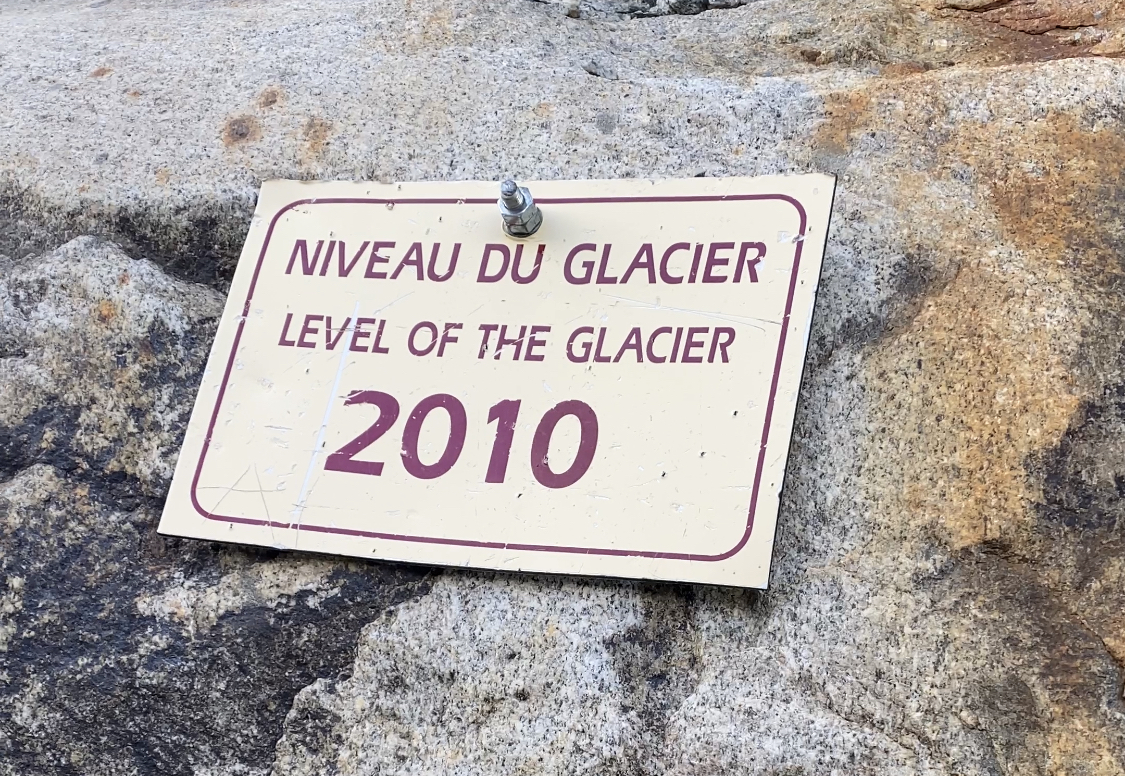 NIVEAU DU GLACIER
LEVEL OF THE GLACIER
2010